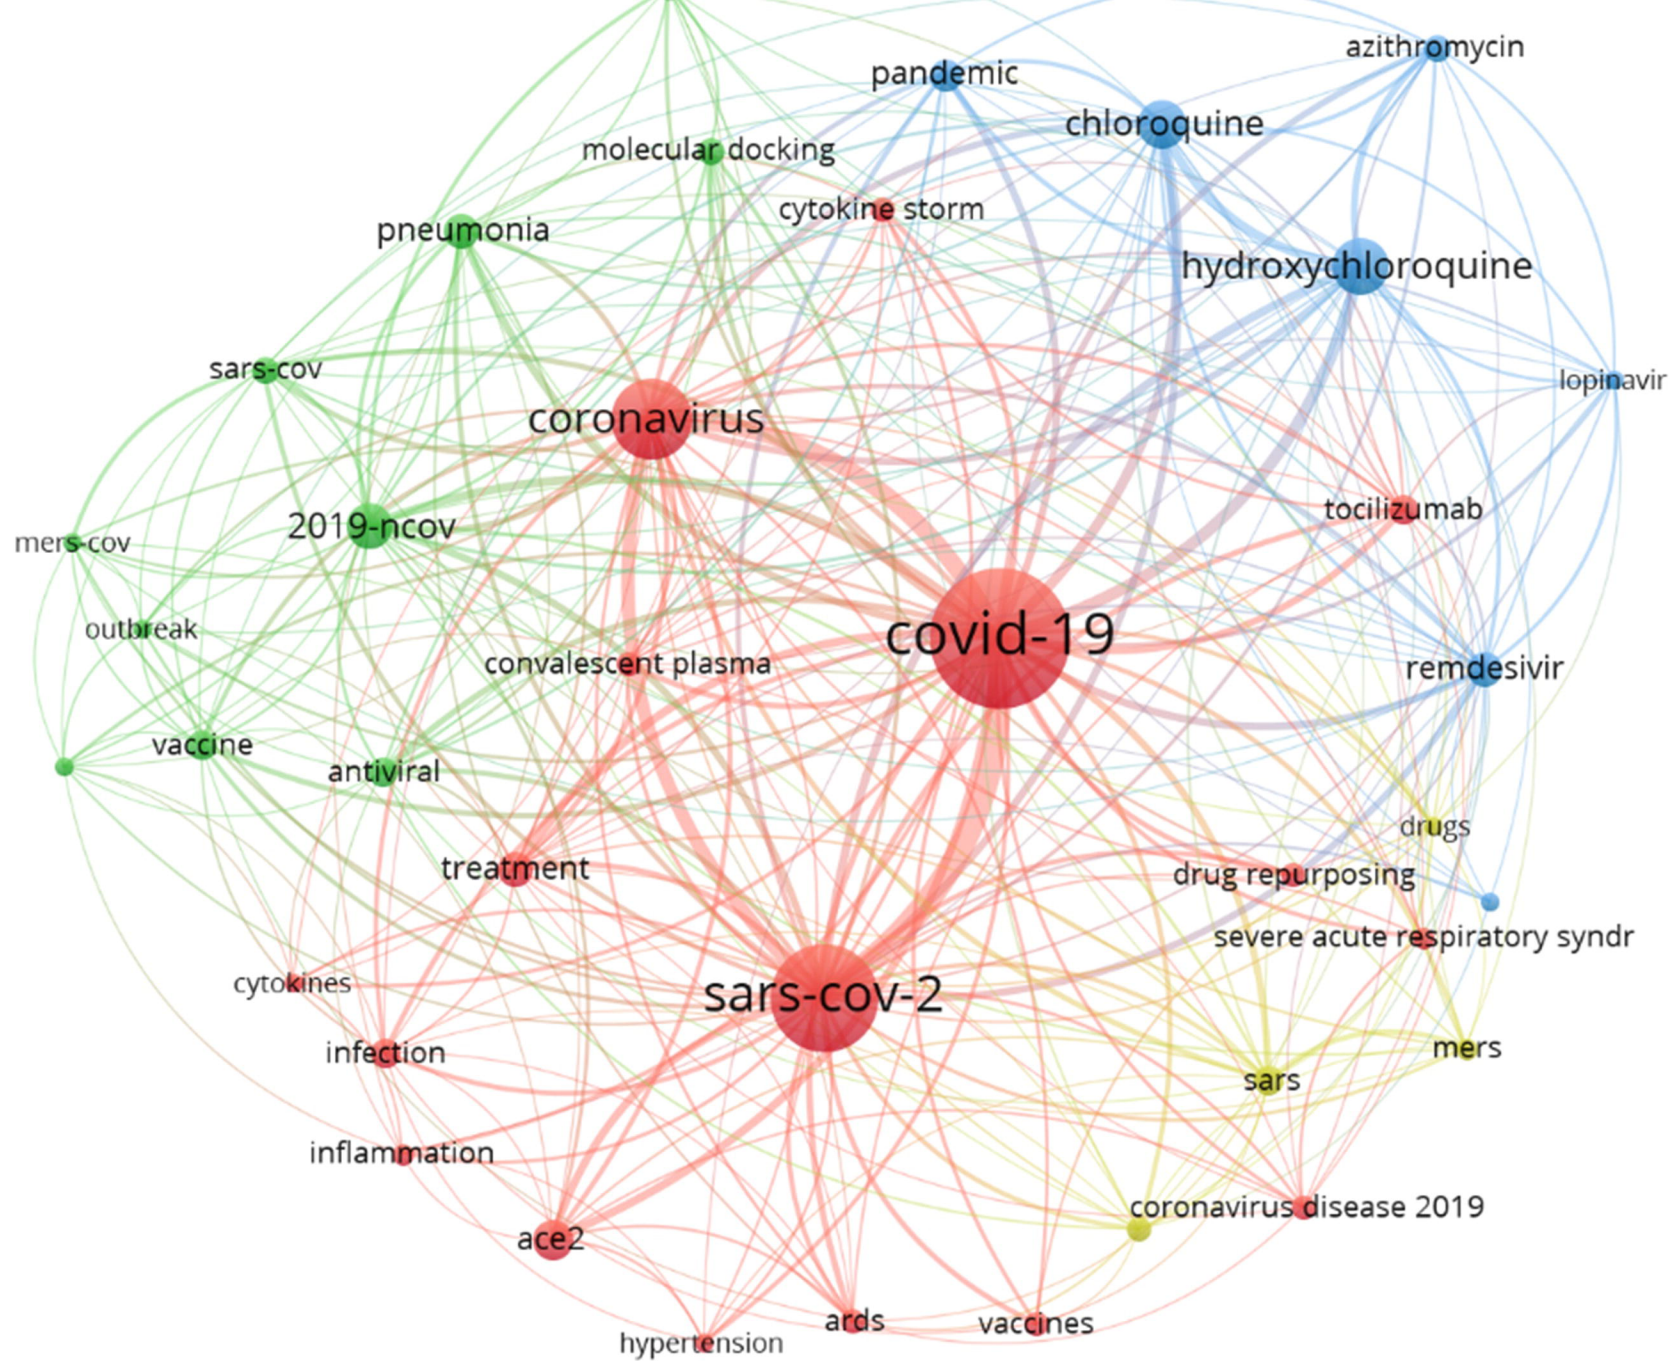 azithromycin
pandemic
chloroquine
molecular docking
cytokine storm
pneumonia
hydroxychloroquine
sars-cov
lopinavir
coronavirus
tocilizumab
2019-ncov
mers-cov
outbreak
covid-19
convalescent plasma
remdesivir
vaccine
antiviral
drugs
treatment
drug repurposing
severe acute respiratory syndr
cytokines
sars-cov-2
infection
mers
sars
inflammation
coronavirus disease 2019
ace2
ards
vaccines
hypertension